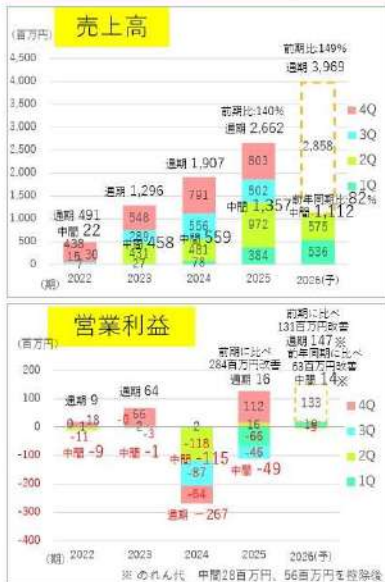 売上高
(百万円)
前期比:149%
通期 3,969
4,500
4,000
3,500
3,000
2,500
2,000
1,500
1,000
500
0
前期比:140%
通期 2,662
通期 1,907
通期 1,296
通期 491
中間 22
438
15
30
7
548
289
中間 458
431
27
791
556
中間 559
481
78
803
502
中間 1,357
972
384
2,858
前年同期比:82%
中間 1,112
575
536
4Q
3Q
2Q
1Q
(期)
2022
2023
2024
2025
2026(予)
営業利益
(百万円)
前期に比べ
131百万円改善
通期 147※
前期に比べ
284百万円改善
通期 16
前年同期に比べ
63百万円改善
中間 14※
200
100
0
-100
-200
-300
-400
通期 9
18
-11
中間 -9
通期 64
66
2
-3
中間 -1
2
-118
中間 -115
-87
-64
通期 -267
112
16
-66
-46
中間 -49
133
4Q
3Q
2Q
1Q
(期)
2022
2023
2024
2025
2026(予)
※ のれん代 中間28百万円、56百万円を控除後